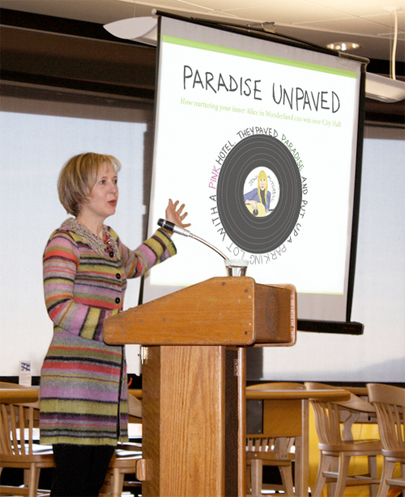 PARADISE UNPAVED
How nurturing your inner Alice in Wonderland can win over City Hall
THEY PAVED PARADISE AND PUT UP A PARKING LOT WITH A PINK HOTEL